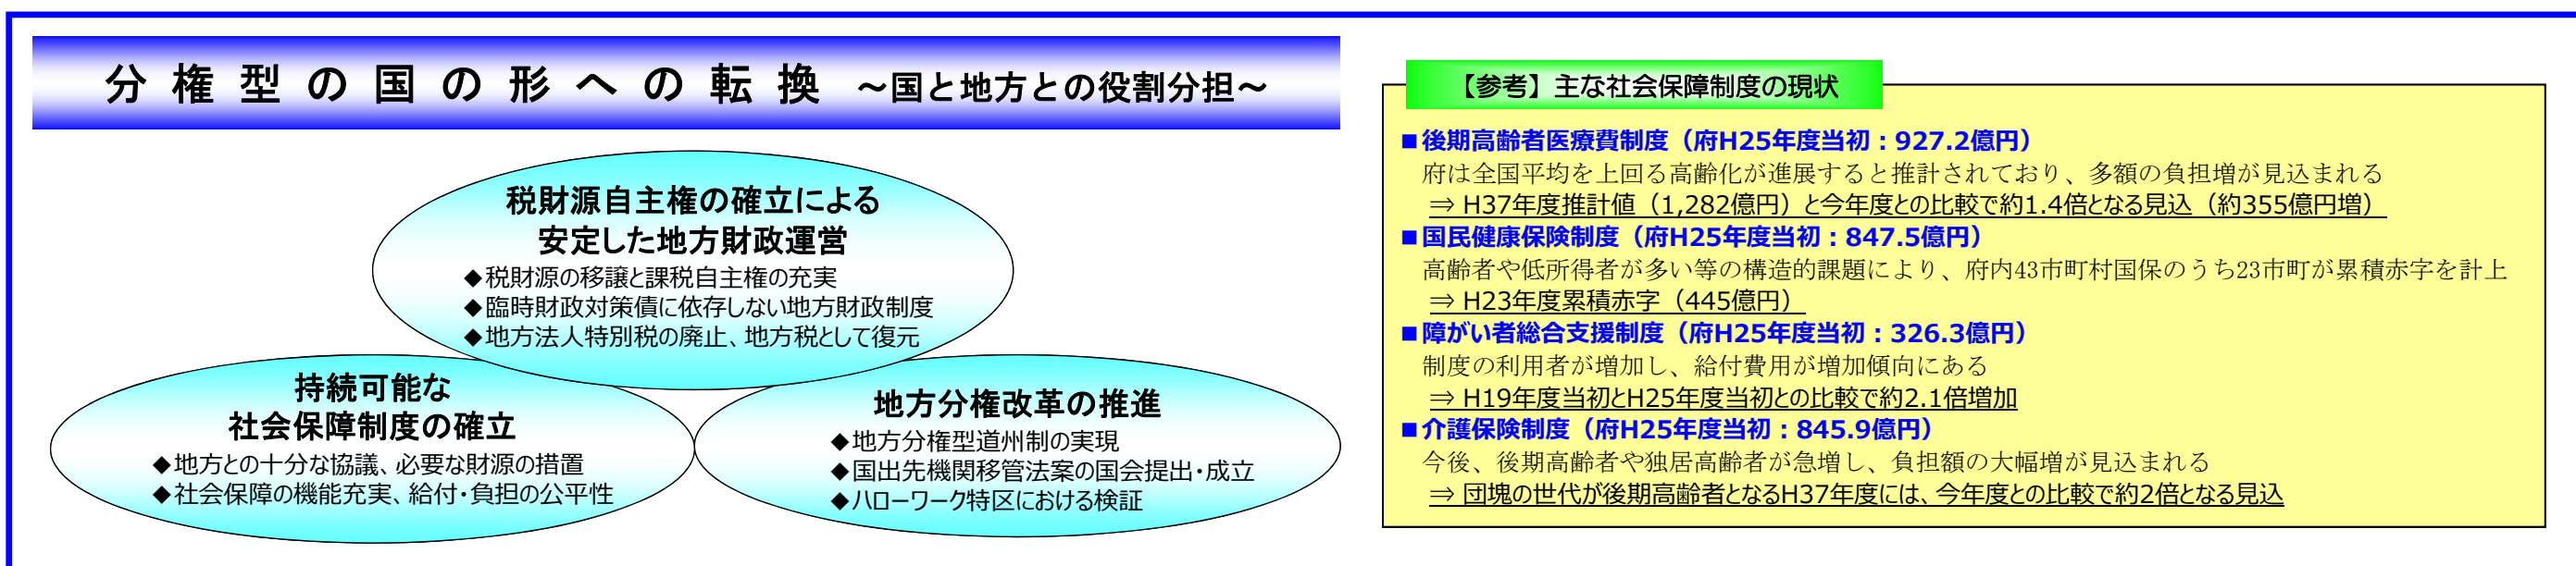 分権型の国の形への転換 ～国と地方との役割分担～
税財源自主権の確立による
安定した地方財政運営
◆税財源の移譲と課税自主権の充実
◆臨時財政対策債に依存しない地方財政制度
◆地方法人特別税の廃止、地方税として復元
持続可能な
社会保障制度の確立
◆地方との十分な協議、必要な財源の措置
◆社会保障の機能充実、給付・負担の公平性
地方分権改革の推進
◆地方分権型道州制の実現
◆国出先機関移管法案の国会提出・成立
◆ハローワーク特区における検証
【参考】主な社会保障制度の現状
■後期高齢者医療費制度（府H25年度当初：927.2億円）
府は全国平均を上回る高齢化が進展すると推計されており、多額の負担増が見込まれる
⇒ H37年度推計値（1,282億円）と今年度との比較で約1.4倍となる見込（約355億円増）
■国民健康保険制度（府H25年度当初：847.5億円）
高齢者や低所得者が多い等の構造的課題により、府内43市町村国保のうち23市町が累積赤字を計上
⇒ H23年度累積赤字（445億円）
■障がい者総合支援制度（府H25年度当初：326.3億円）
制度の利用者が増加し、給付費用が増加傾向にある
⇒ H19年度当初とH25年度当初との比較で約2.1倍増加
■介護保険制度（府H25年度当初：845.9億円）
今後、後期高齢者や独居高齢者が急増し、負担額の大幅増が見込まれる
⇒ 団塊の世代が後期高齢者となるH37年度には、今年度との比較で約2倍となる見込